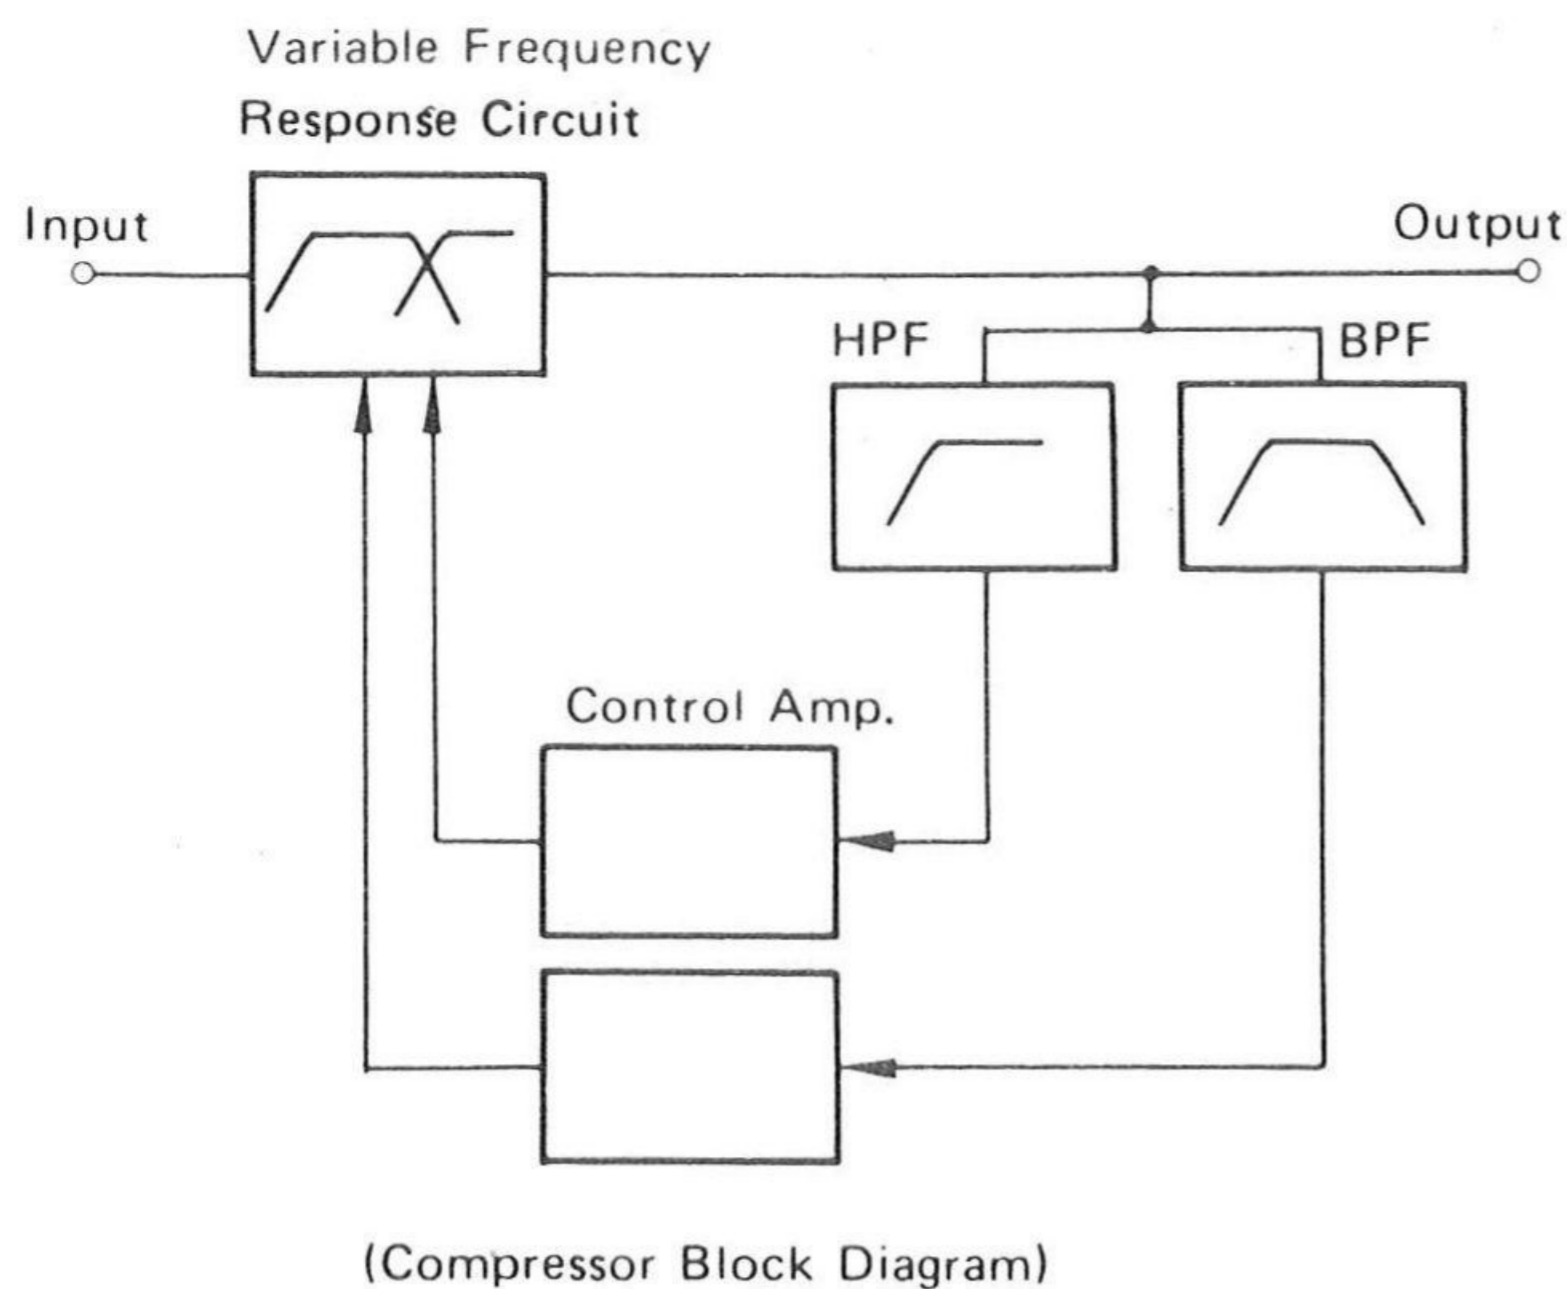 Variable Frequency
Response Circuit
Input
Output
HPF
BPF
Control Amp.
(Compressor Block Diagram)